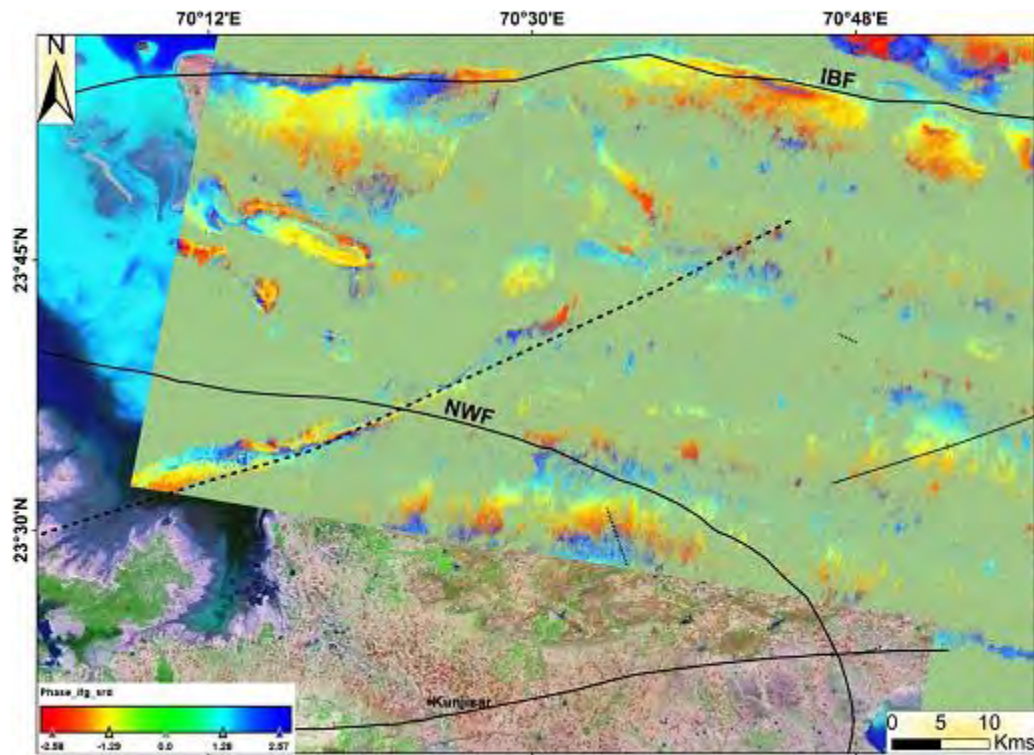 70°12'E 70°30'E 70°48'E
N
IBF
23°45'N
NWF
23°30'N
Phase_ifg_srd
-2.58 -1.29 0.0 1.28 2.57
Kunjisar
0 5 10
Kms